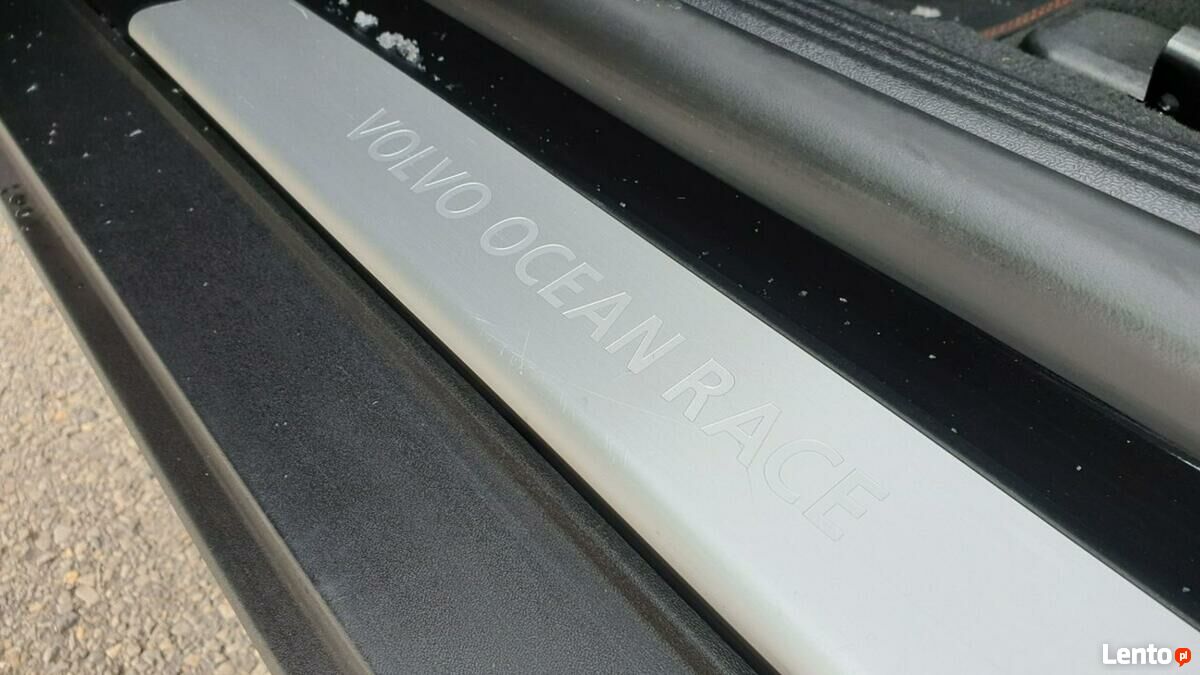 VOLVO OCEAN RACE
Lento pl